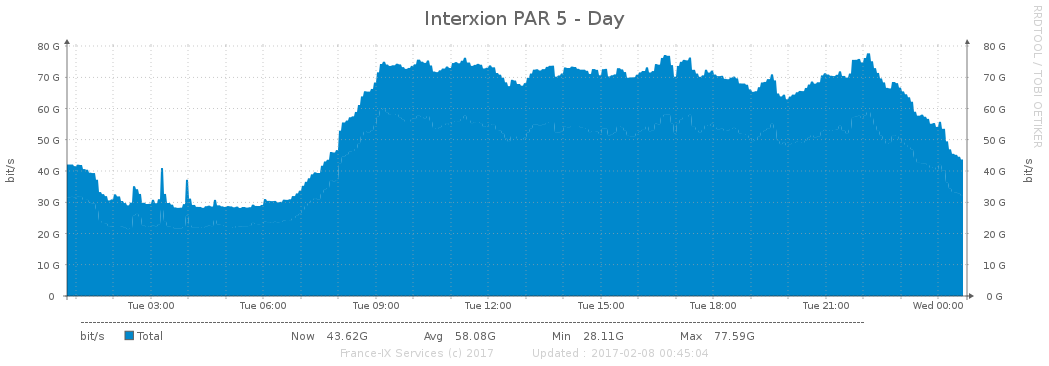 Interxion PAR 5 - Day
RRDTOOL / TOBI OETIKER
bit/s
80 G
70 G
60 G
50 G
40 G
30 G
20 G
10 G
0
80 G
70 G
60 G
50 G
40 G
30 G
20 G
10 G
0 G
bit/s
Tue 03:00 Tue 06:00 Tue 09:00 Tue 12:00 Tue 15:00 Tue 18:00 Tue 21:00 Wed 00:00
bit/s Total Now 43.62G Avg 58.08G Min 28.11G Max 77.59G
France-IX Services (c) 2017 Updated : 2017-02-08 00:45:04